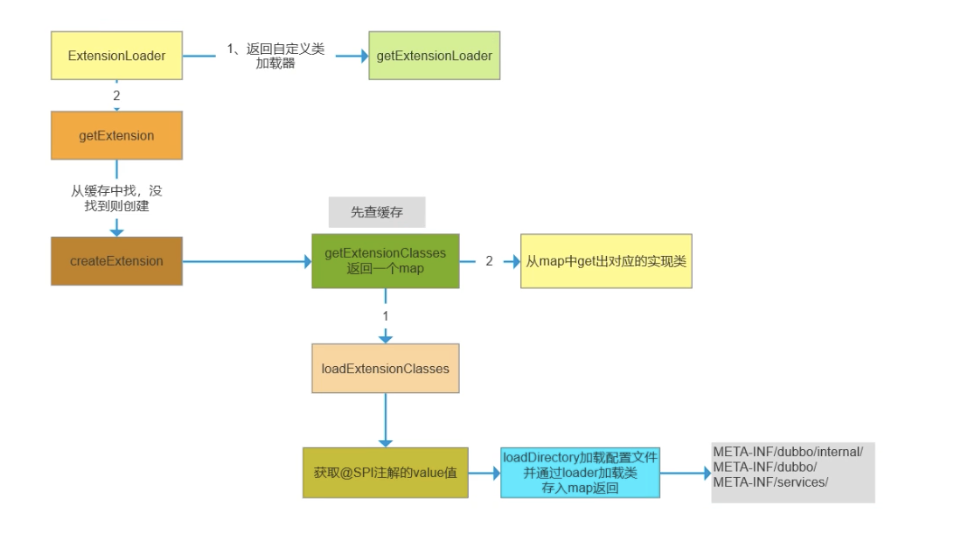 ExtensionLoader
1、返回自定义类
加载器
getExtensionLoader
2
getExtension
从缓存中找，没
找到则创建
先查缓存
createExtension
getExtensionClasses
返回一个map
2
从map中get出对应的实现类
1
loadExtensionClasses
获取@SPI注解的value值
loadDirectory加载配置文件
并通过loader加载类
存入map返回
META-INF/dubbo/internal/
META-INF/dubbo/
META-INF/services/